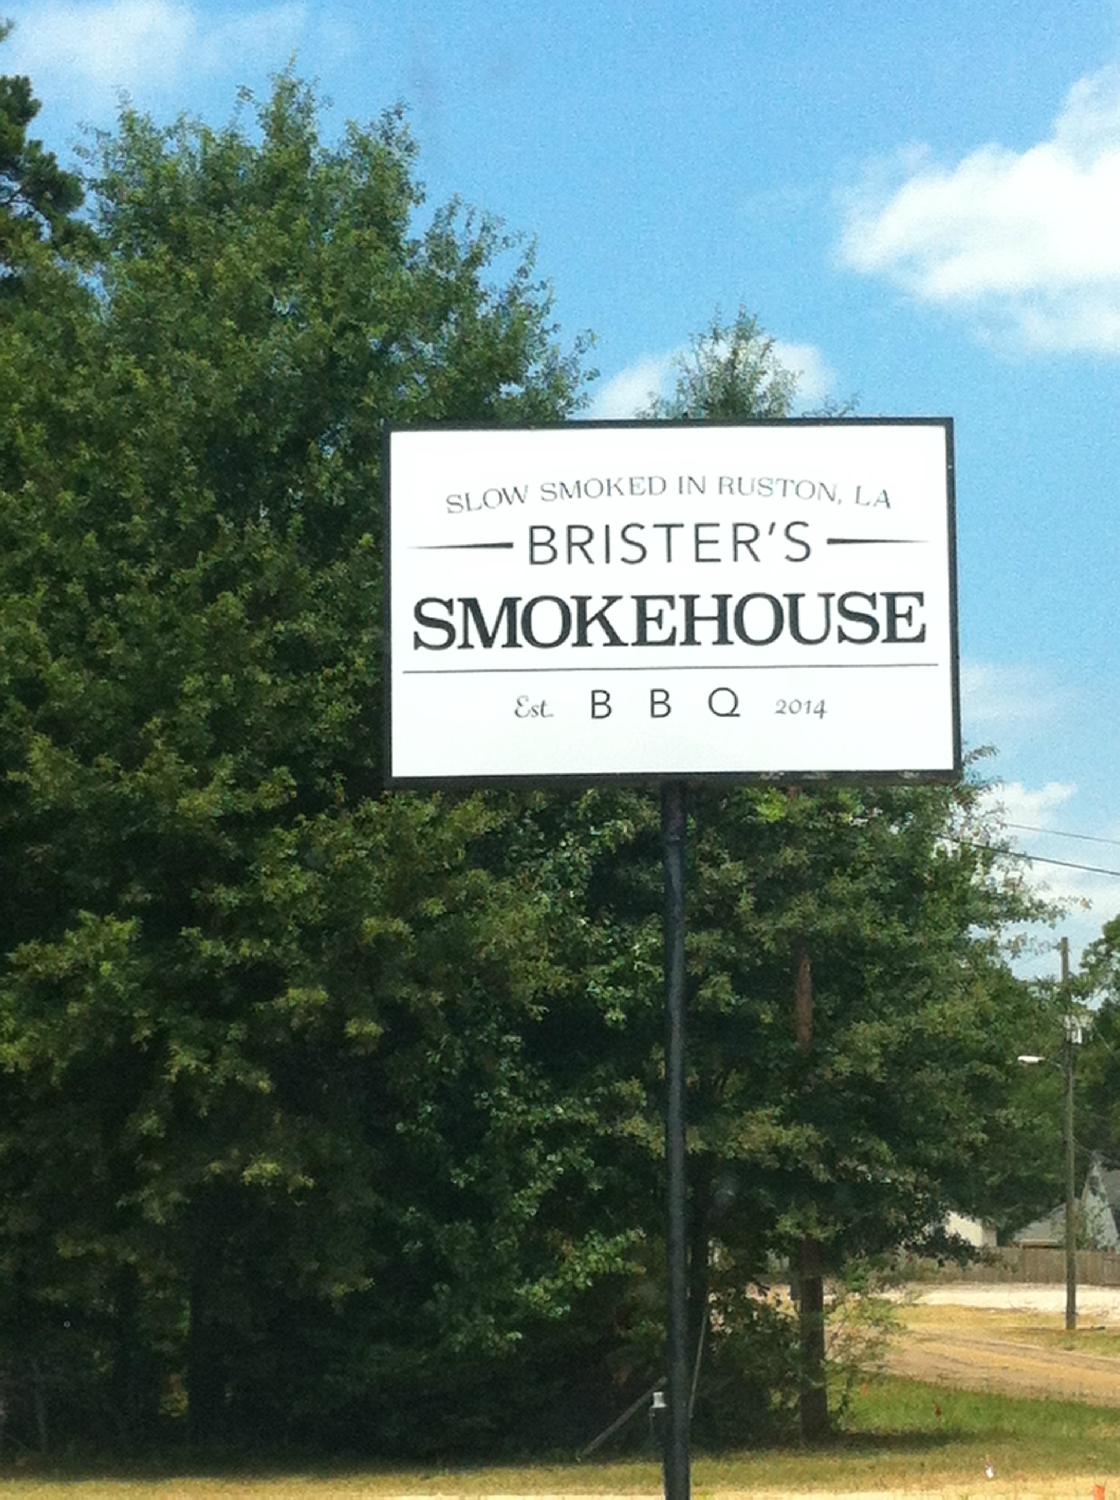 SLOW SMOKED IN RUSTON, LA
BRISTER'S
SMOKEHOUSE
Est. B B Q 2014